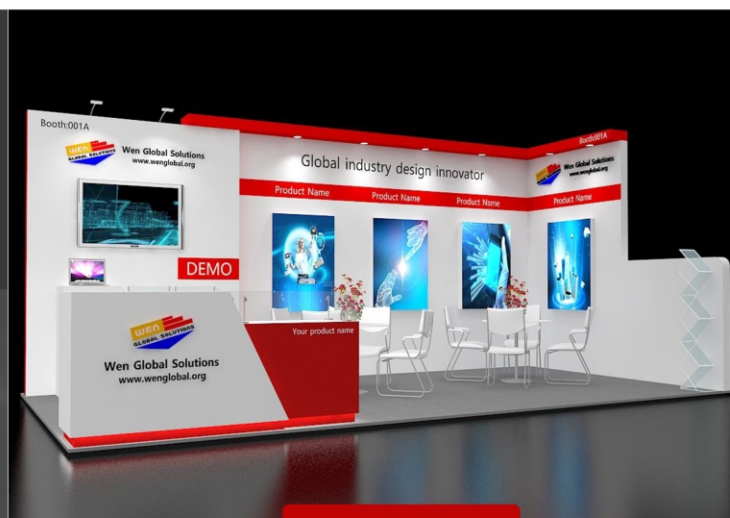 Booth:001A
WEN
GLOBAL SOLUTIONS
Wen Global Solutions
www.wenglobal.org
DEMO
WEN
GLOBAL SOLUTIONS
Wen Global Solutions
www.wenglobal.org
Your product name
Global industry design innovator
Product Name
Product Name
Product Name
Booth:001A
Wen Global Solutions
www.wenglobal.org
Product Name